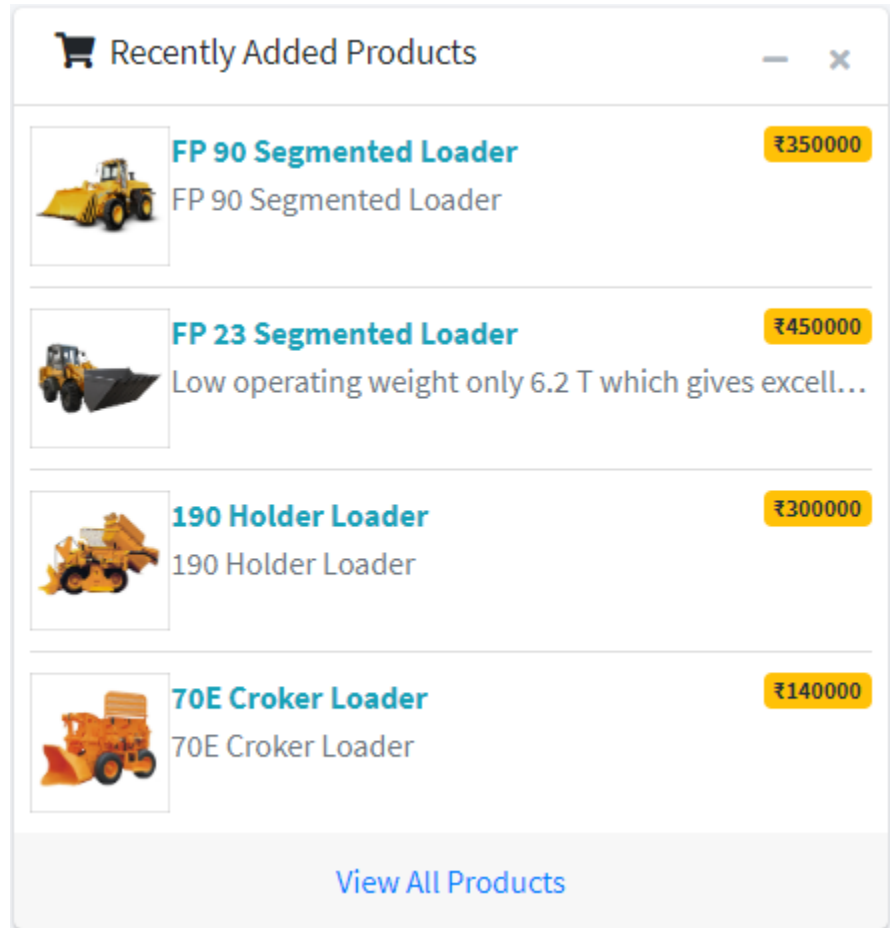 Recently Added Products
FP 90 Segmented Loader ₹350000
FP 90 Segmented Loader
FP 23 Segmented Loader ₹450000
Low operating weight only 6.2 T which gives excell...
190 Holder Loader ₹300000
190 Holder Loader
70E Croker Loader ₹140000
70E Croker Loader
View All Products